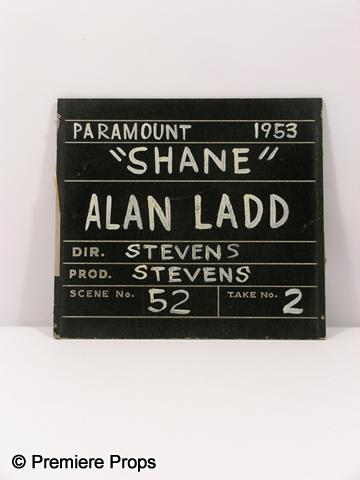 PARAMOUNT 1953
"SHANE"
ALAN LADD
DIR. STEVENS
PROD. STEVENS
SCENE No. 52 TAKE No. 2
© Premiere Props